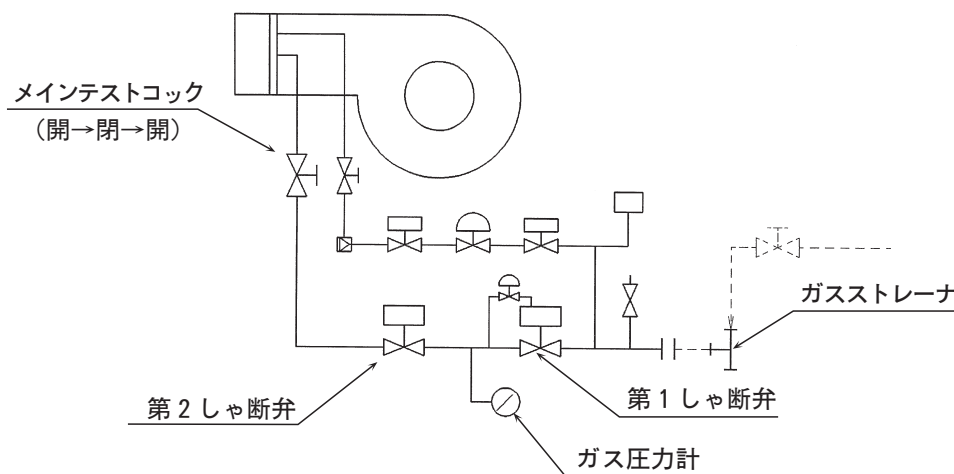 メインテストコック
（開→閉→開）
ガスストレーナ
第1しゃ断弁
第2しゃ断弁
ガス圧力計